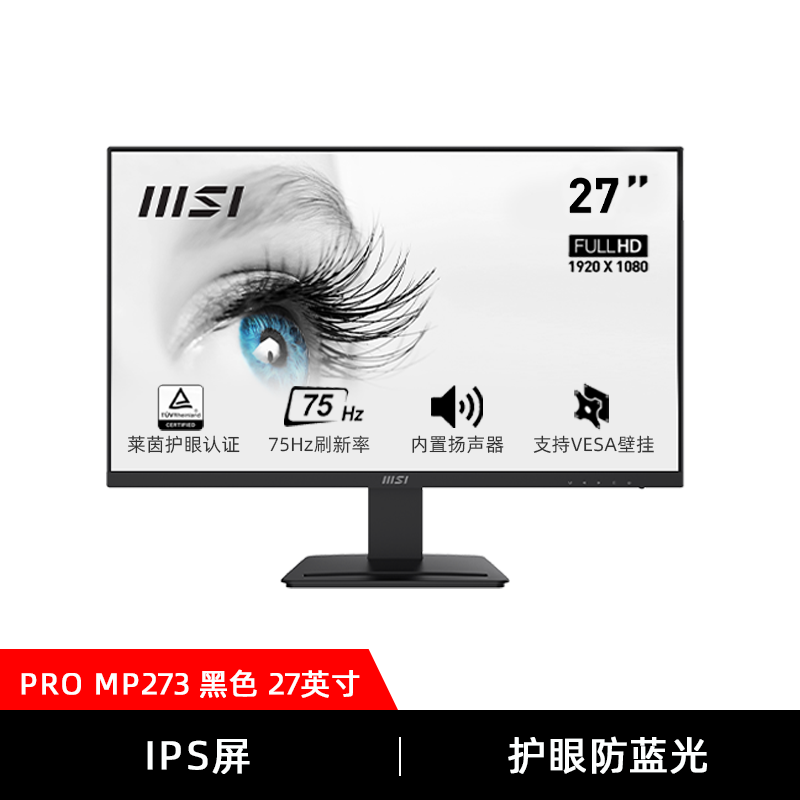 MSI
27"
FULL HD
1920 X 1080
TÜVRheinland
CERTIFIED
75 Hz
莱茵护眼认证
75Hz刷新率
内置扬声器
支持VESA壁挂
MSI
PRO MP273 黑色 27英寸
IPS屏
护眼防蓝光